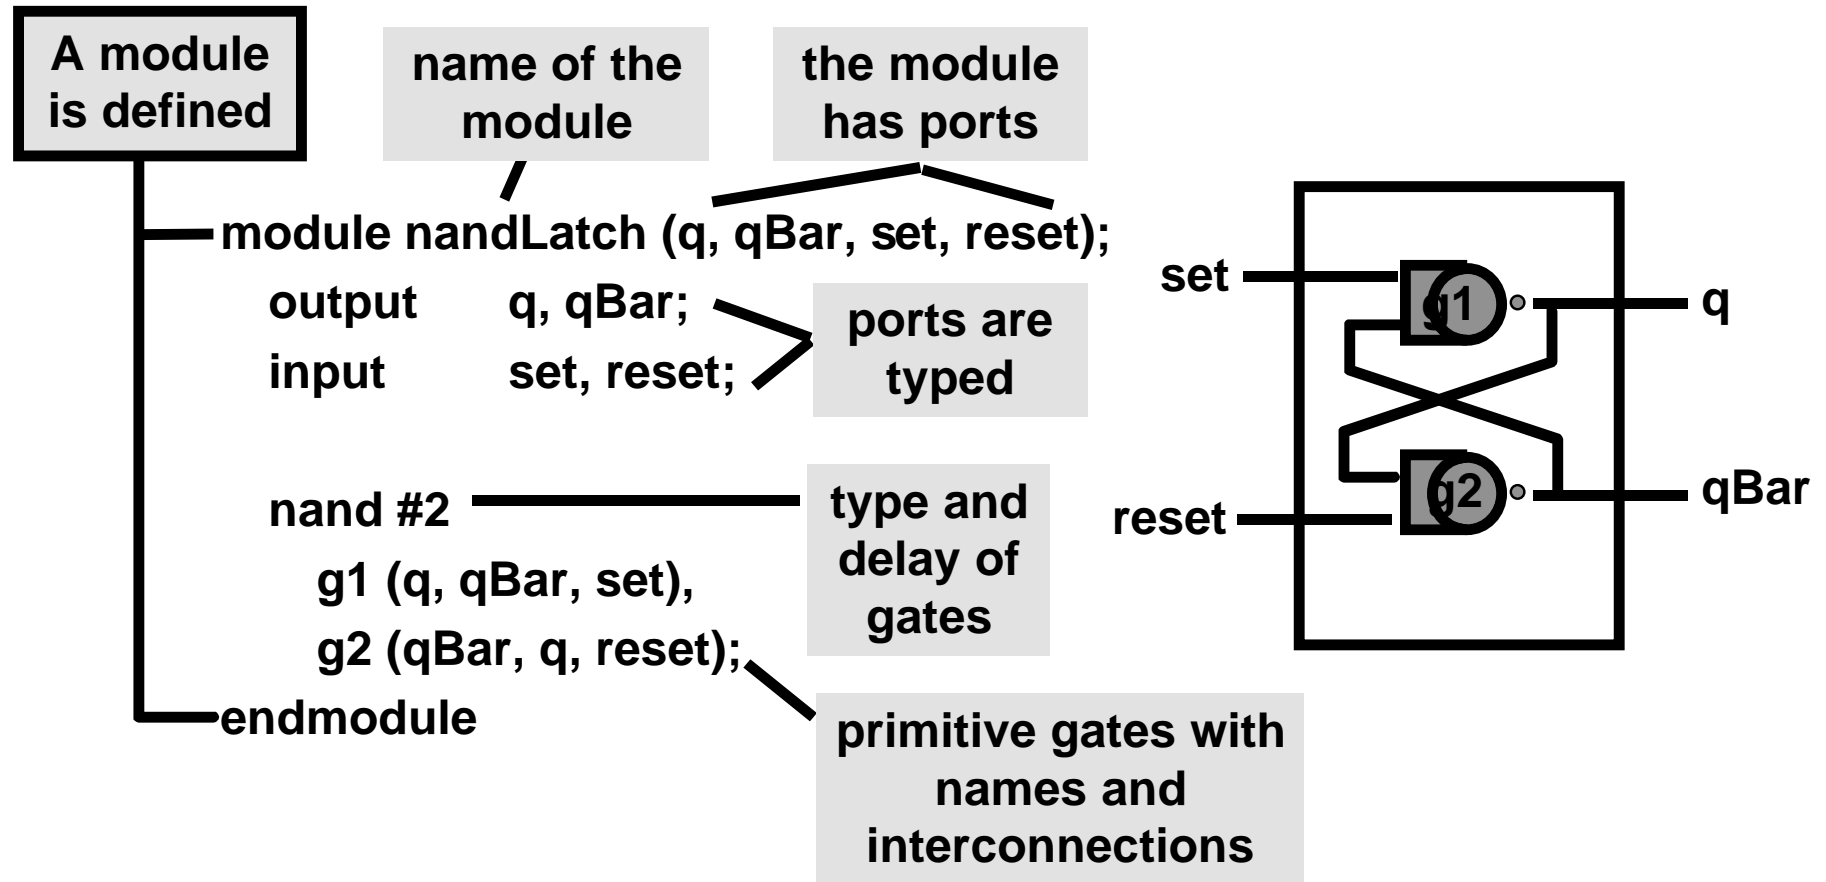 A module
is defined
name of the
module
the module
has ports
module nandLatch (q, qBar, set, reset);
output q, qBar;
input set, reset;
ports are
typed
nand #2
type and
delay of
gates
g1 (q, qBar, set),
g2 (qBar, q, reset);
endmodule
primitive gates with
names and
interconnections
set
g1
q
reset
g2
qBar